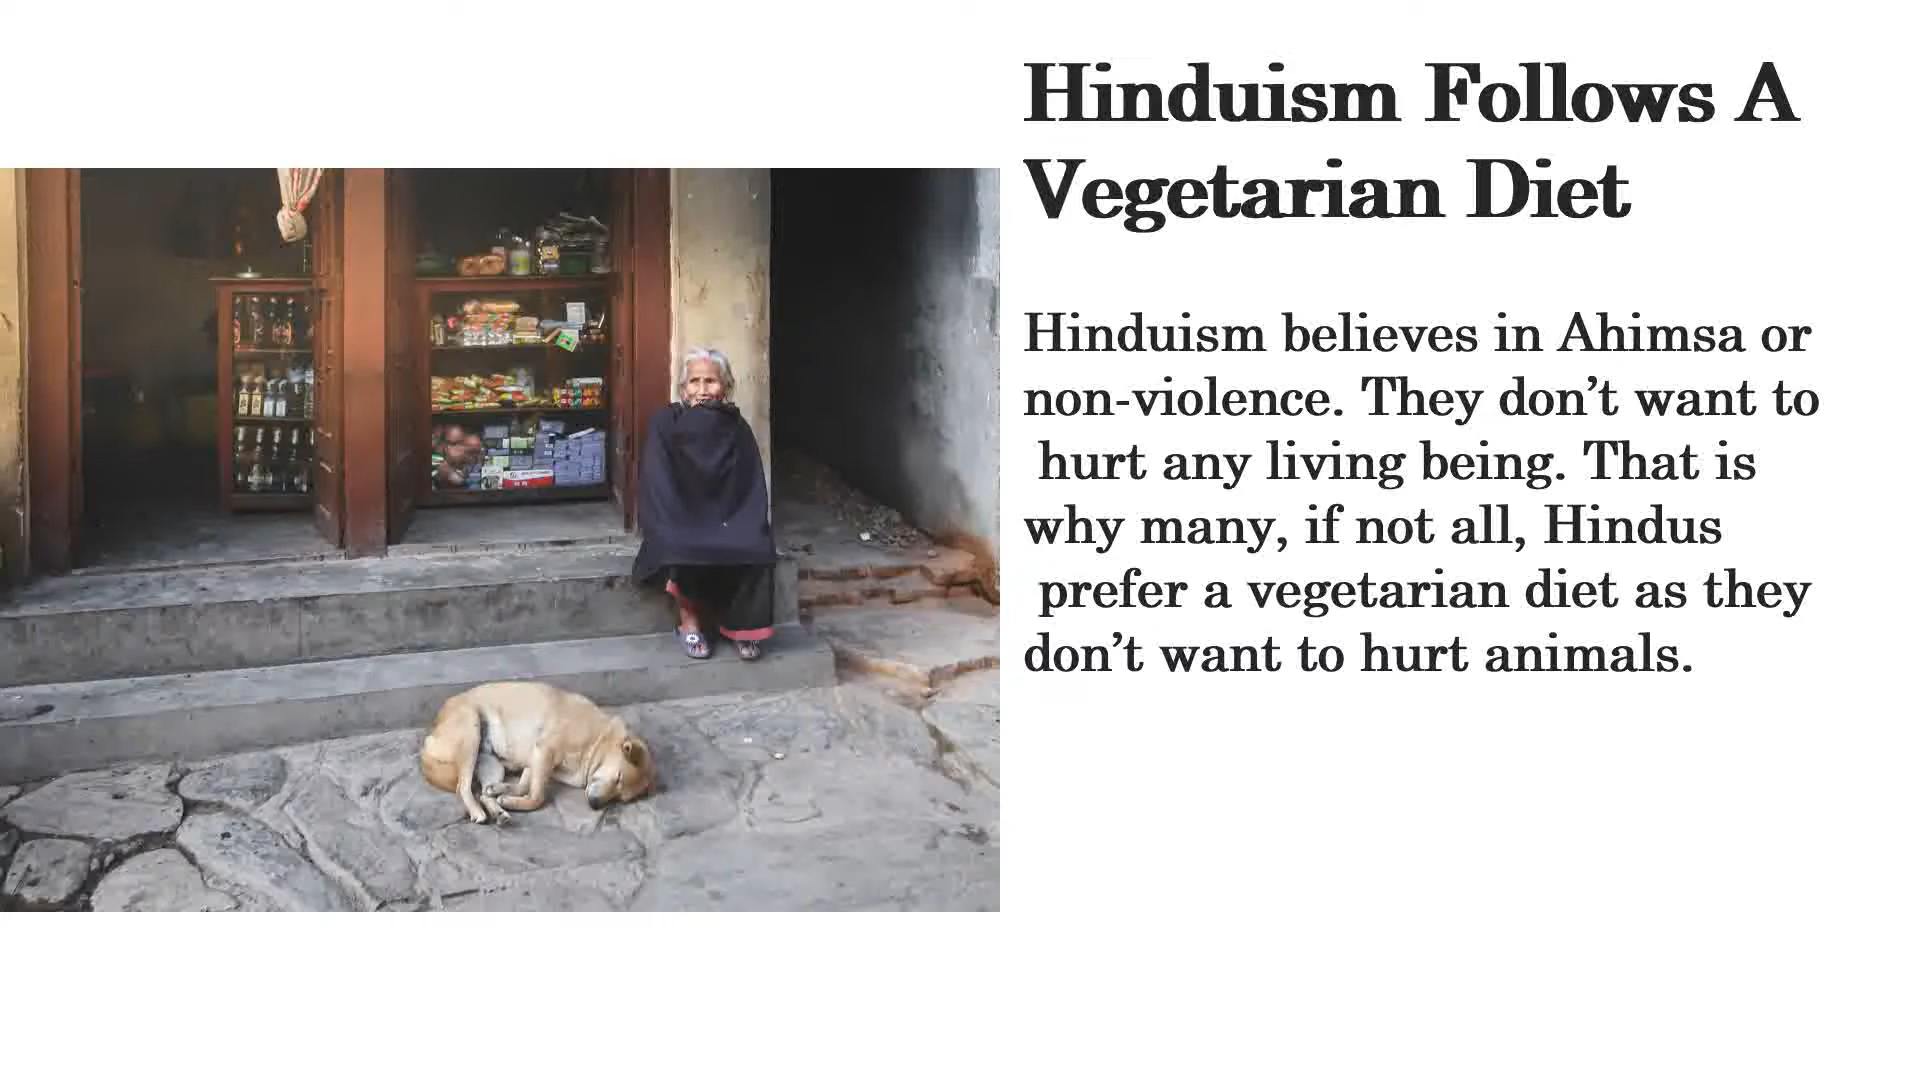 Hinduism Follows A
Vegetarian Diet
Hinduism believes in Ahimsa or
non-violence. They don’t want to
hurt any living being. That is
why many, if not all, Hindus
prefer a vegetarian diet as they
don’t want to hurt animals.